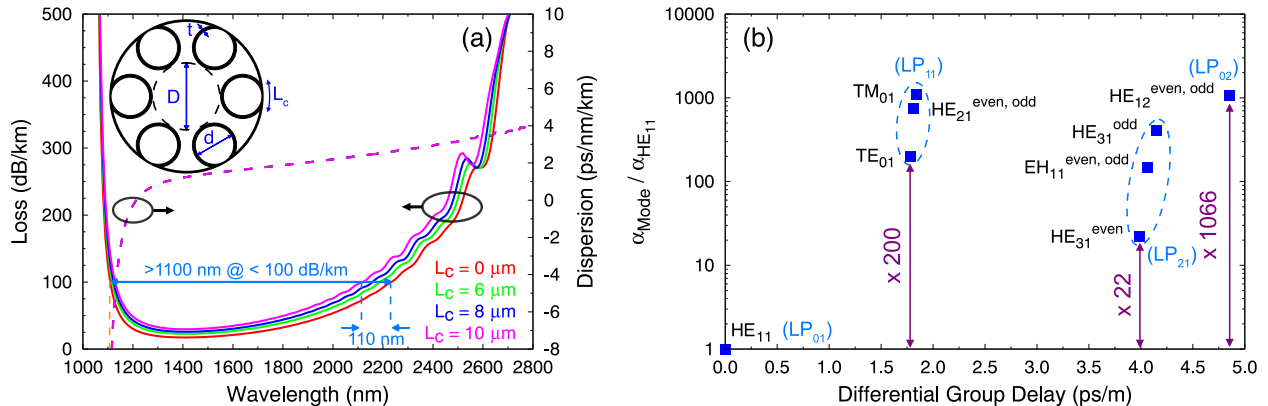 (a)
500
450
400
350
300
250
200
150
100
50
0
Loss (dB/km)
1000 1200 1400 1600 1800 2000 2200 2400 2600 2800
Wavelength (nm)
10
8
6
4
2
0
-2
-4
-6
-8
Dispersion (ps/nm/km)
t
D
d
L_c
>1100 nm @ < 100 dB/km
110 nm
L_c = 0 μm
L_c = 6 μm
L_c = 8 μm
L_c = 10 μm
(b)
10000
1000
100
10
1
α_Mode / α_HE₁₁
0.0 0.5 1.0 1.5 2.0 2.5 3.0 3.5 4.0 4.5 5.0
Differential Group Delay (ps/m)
(LP₁₁)
TM₀₁
HE₂₁ even, odd
TE₀₁
x 200
(LP₀₂)
HE₁₂ even, odd
HE₃₁ odd
EH₁₁ even, odd
HE₃₁ even
(LP₂₁)
x 22
x 1066
HE₁₁ (LP₀₁)